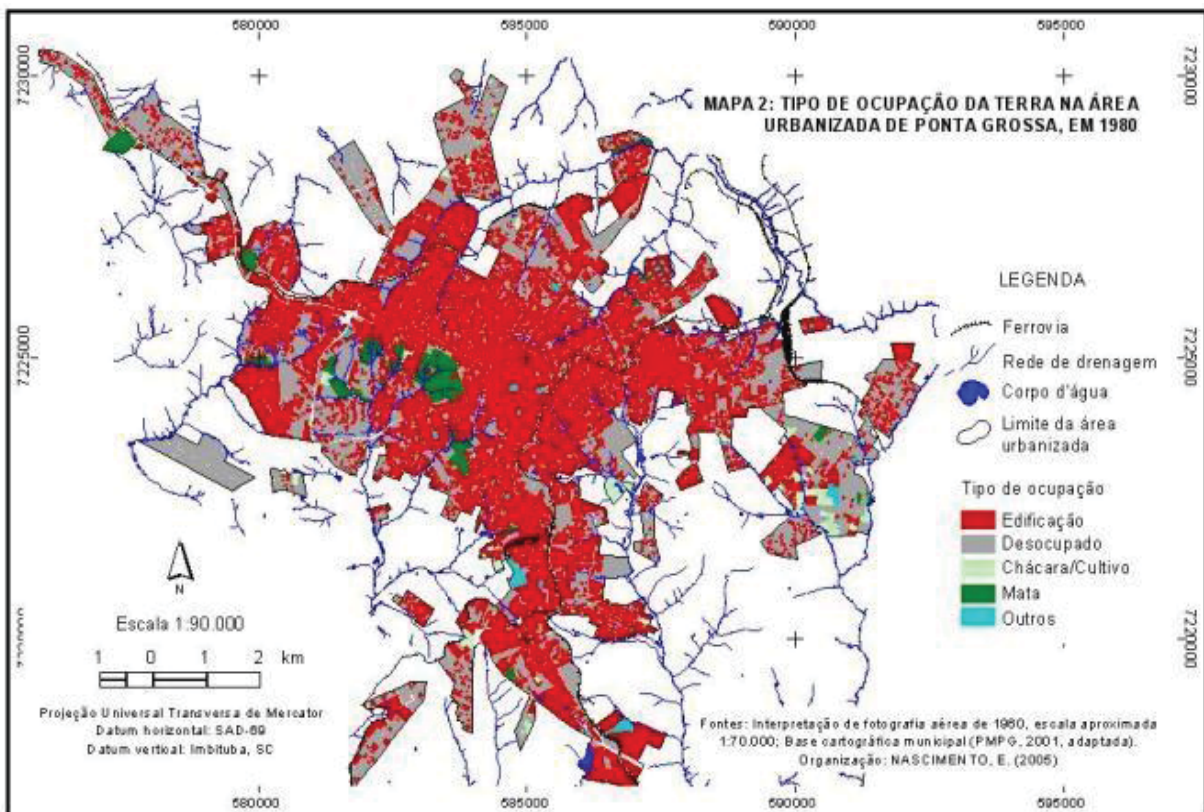 580000 585000 590000 595000
7230000 7230000
MAPA 2: TIPO DE OCUPAÇÃO DA TERRA NA ÁREA
URBANIZADA DE PONTA GROSSA, EM 1980
LEGENDA
Ferrovia
Rede de drenagem
7225000 7225000
Corpo d'água
Limite da área
urbanizada
Tipo de ocupação
Edificação
Desocupado
Chácara/Cultivo
Mata
Outros
N
Escala 1:90.000
7220000
1 0 1 2 km
Projeção Universal Transversa de Mercator
Datum horizontal: SAD-69
Datum vertical: Imbituba, SC
Fontes: Interpretação de fotografia aérea de 1980, escala aproximada
1:70.000; Base cartográfica municipal (PMPG, 2001, adaptada).
Organização: NASCIMENTO, E. (2005)
580000 585000 590000 595000